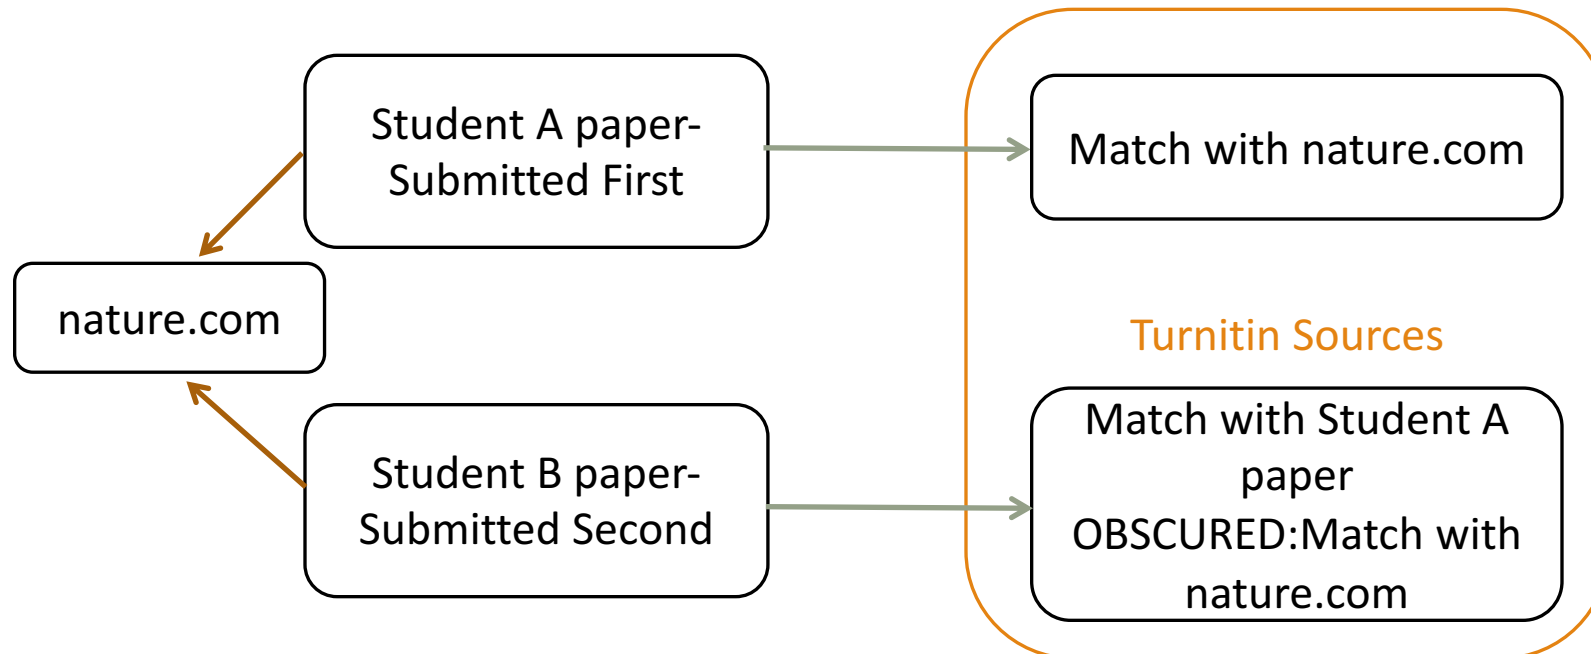 Student A paper-
Submitted First
Match with nature.com
nature.com
Turnitin Sources
Student B paper-
Submitted Second
Match with Student A
paper
OBSCURED:Match with
nature.com